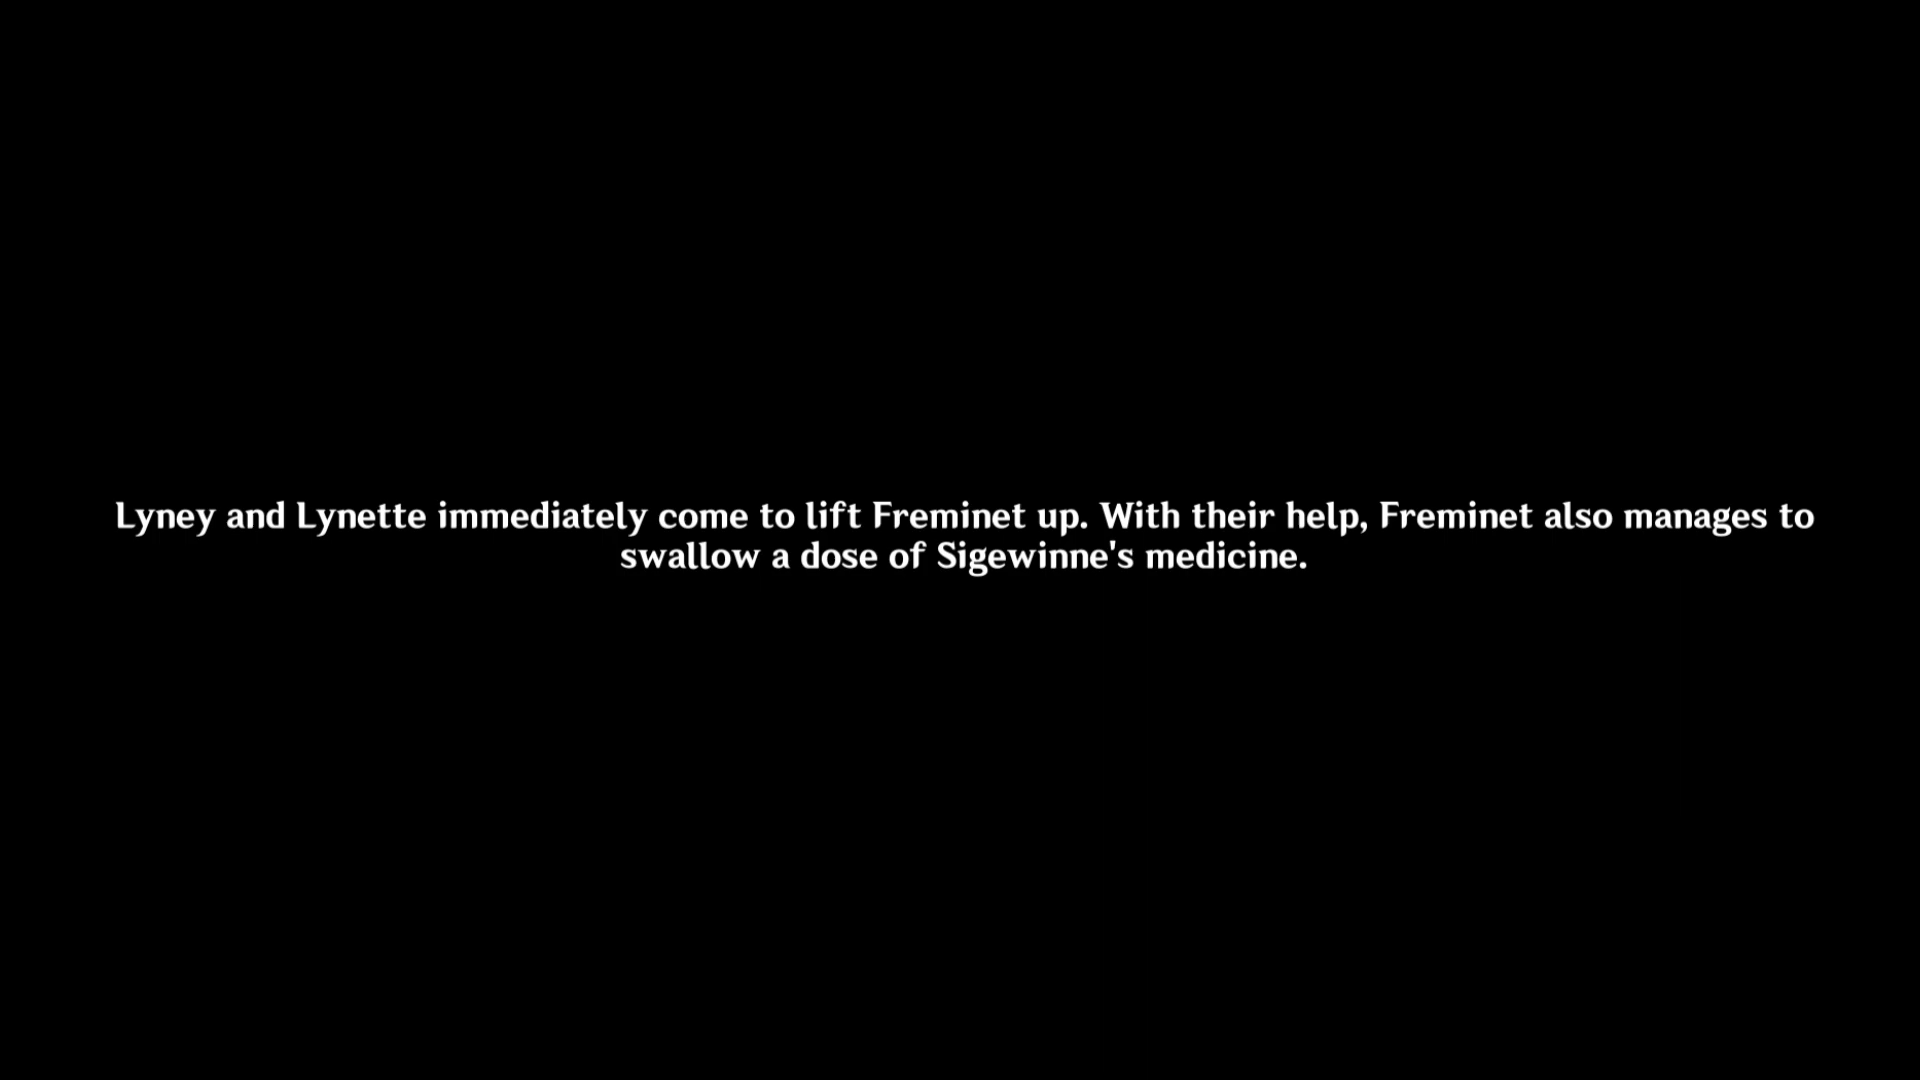 Lyney and Lynette immediately come to lift Freminet up. With their help, Freminet also manages to
swallow a dose of Sigewinne's medicine.